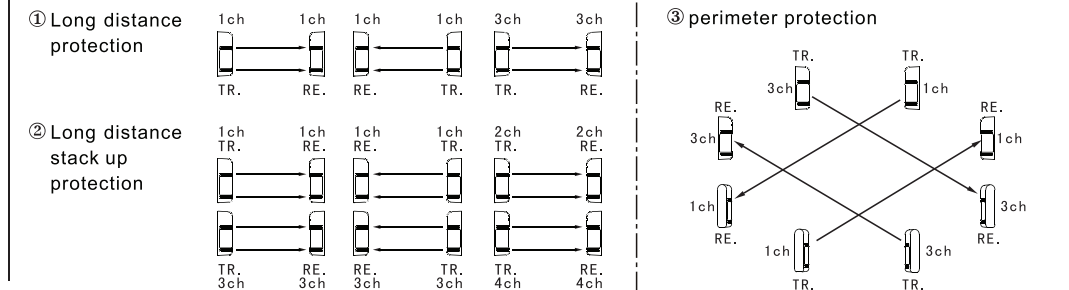 ① Long distance
protection
1ch 1ch 1ch 1ch 3ch 3ch
TR. RE. RE. TR. TR. RE.
② Long distance
stack up
protection
1ch 1ch 1ch 1ch 2ch 2ch
TR. RE. RE. TR. TR. RE.
TR. RE. RE. TR. TR. RE.
3ch 3ch 3ch 3ch 4ch 4ch
③ perimeter protection
TR. TR.
3ch 1ch
RE. RE.
3ch 1ch
1ch 3ch
RE. RE.
1ch 3ch
TR. TR.